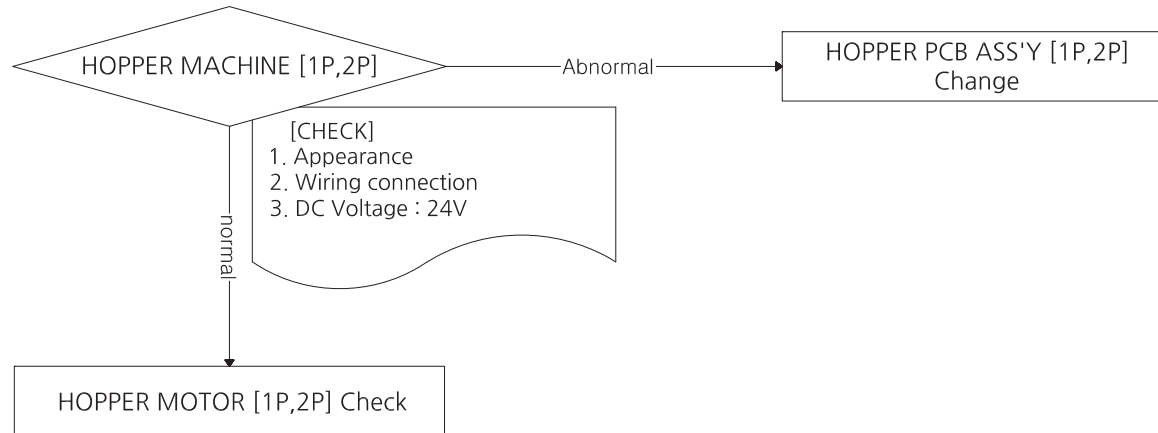 HOPPER MACHINE [1P,2P]
Abnormal
HOPPER PCB ASS'Y [1P,2P]
Change
[CHECK]
1. Appearance
2. Wiring connection
3. DC Voltage : 24V
normal
HOPPER MOTOR [1P,2P] Check